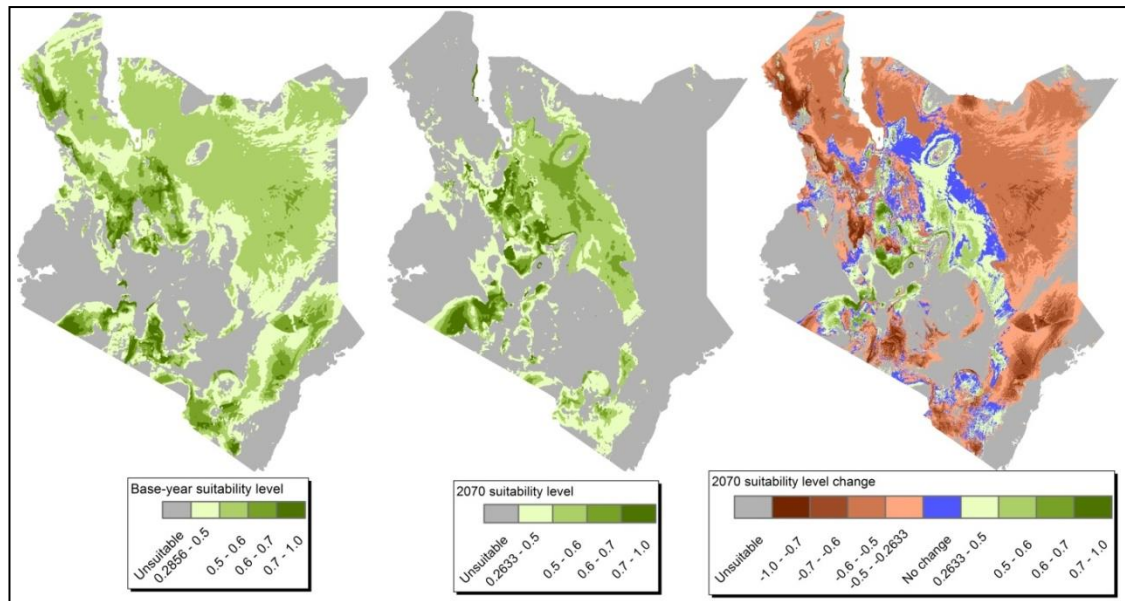 Base-year suitability level
Unsuitable
0.2856 - 0.5
0.5 - 0.6
0.6 - 0.7
0.7 - 1.0
2070 suitability level
Unsuitable
0.2633 - 0.5
0.5 - 0.6
0.6 - 0.7
0.7 - 1.0
2070 suitability level change
Unsuitable
-1.0 - -0.7
-0.7 - -0.6
-0.6 - -0.5
-0.5 - -0.2633
No change
0.2633 - 0.5
0.5 - 0.6
0.6 - 0.7
0.7 - 1.0